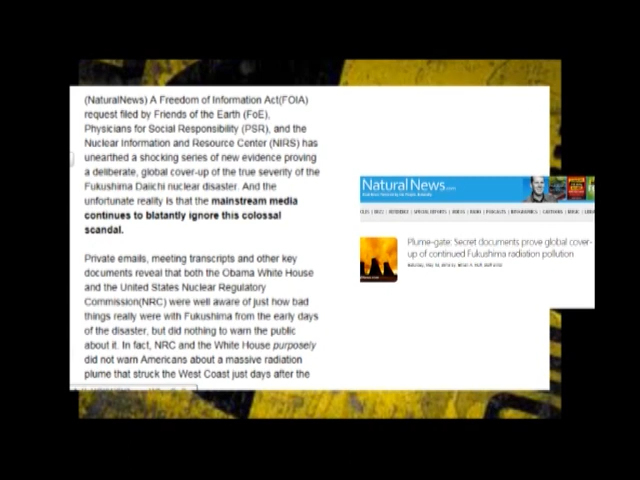 (NaturalNews) A Freedom of Information Act(FOIA)
request filed by Friends of the Earth (FoE),
Physicians for Social Responsibility (PSR), and the
Nuclear Information and Resource Center (NIRS) has
unearthed a shocking series of new evidence proving
a deliberate, global cover-up of the true severity of the
Fukushima Daiichi nuclear disaster. And the
unfortunate reality is that the mainstream media
continues to blatantly ignore this colossal
scandal.
Private emails, meeting transcripts and other key
documents reveal that both the Obama White House
and the United States Nuclear Regulatory
Commission(NRC) were well aware of just how bad
things really were with Fukushima from the early days
of the disaster, but did nothing to warn the public
about it. In fact, NRC and the White House purposely
did not warn Americans about a massive radiation
plume that struck the West Coast just days after the
NaturalNews.com
Plume-gate: Secret documents prove global cover-
up of continued Fukushima radiation pollution